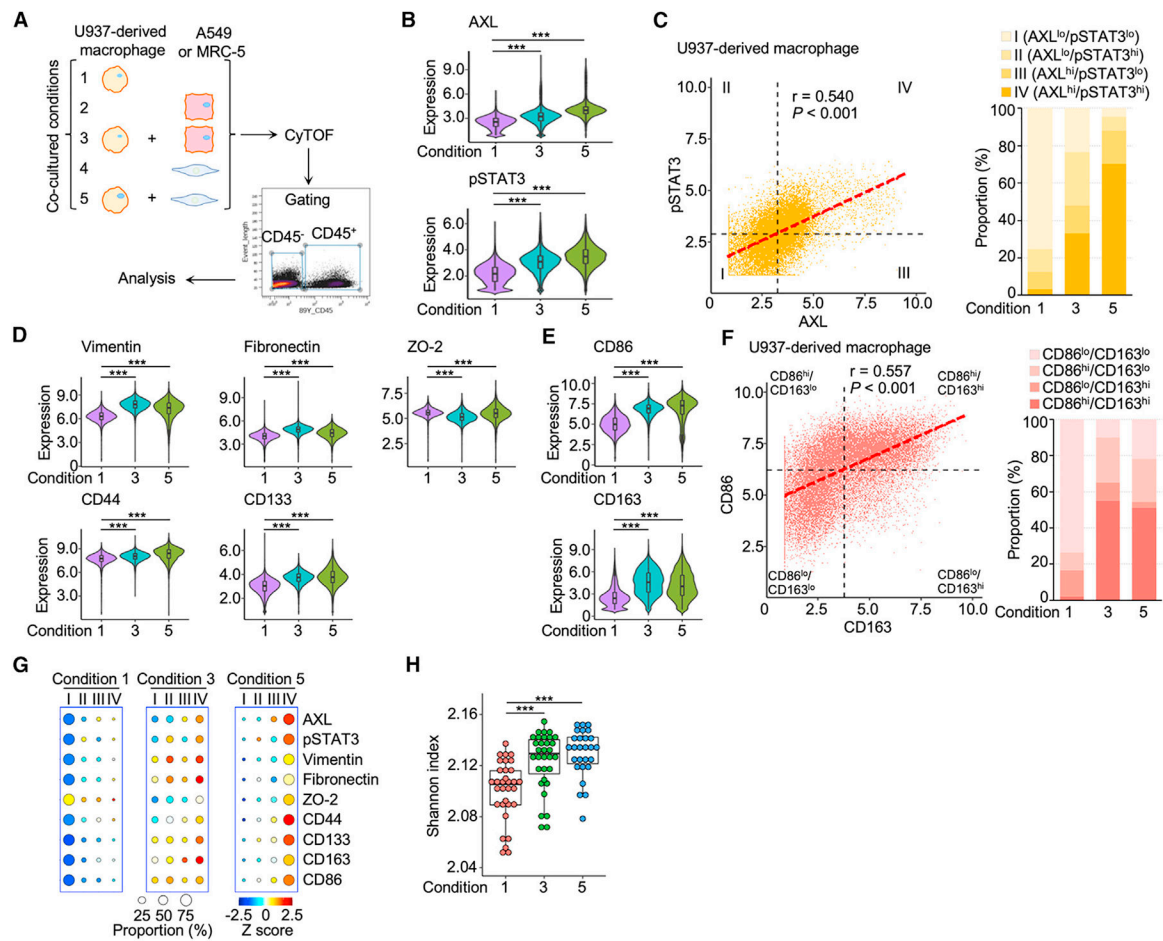 A
U937-derived macrophage
A549 or MRC-5
Co-cultured conditions
1
2
3 +
4
5 +
CyTOF
Gating
CD45-
CD45+
Event_length
89Y_CD45
Analysis
B
AXL
***
***
Expression
9.0
6.0
3.0
0
Condition 1 3 5
pSTAT3
***
***
Expression
6.0
4.0
2.0
0
Condition 1 3 5
C
U937-derived macrophage
II
IV
r = 0.540
P < 0.001
pSTAT3
10.0
7.5
5.0
2.5
I
III
0 2.5 5.0 7.5 10.0
AXL
I (AXLlo/pSTAT3lo)
II (AXLlo/pSTAT3hi)
III (AXLhi/pSTAT3lo)
IV (AXLhi/pSTAT3hi)
Proportion (%)
100
80
60
40
20
0
Condition 1 3 5
D
Vimentin
***
***
Expression
9.0
6.0
3.0
0
Condition 1 3 5
Fibronectin
***
***
9.0
6.0
3.0
1 3 5
ZO-2
***
***
7.5
5.0
2.5
1 3 5
CD44
***
***
Expression
9.0
6.0
3.0
0
Condition 1 3 5
CD133
***
***
6.0
4.0
2.0
1 3 5
E
CD86
***
***
Expression
10.0
7.5
5.0
2.5
0
Condition 1 3 5
CD163
***
***
Expression
9.0
6.0
3.0
0
Condition 1 3 5
F
U937-derived macrophage
CD86hi/CD163lo
r = 0.557
P < 0.001
CD86hi/CD163hi
CD86
10.0
7.5
5.0
2.5
CD86lo/CD163lo
CD86lo/CD163hi
0 2.5 5.0 7.5 10.0
CD163
CD86lo/CD163lo
CD86hi/CD163lo
CD86lo/CD163hi
CD86hi/CD163hi
Proportion (%)
100
80
60
40
20
0
Condition 1 3 5
G
Condition 1 Condition 3 Condition 5
I II III IV I II III IV I II III IV
AXL
pSTAT3
Vimentin
Fibronectin
ZO-2
CD44
CD133
CD163
CD86
25 50 75
Proportion (%)
-2.5 0 2.5
Z score
H
***
***
Shannon index
2.16
2.12
2.08
2.04
Condition 1 3 5